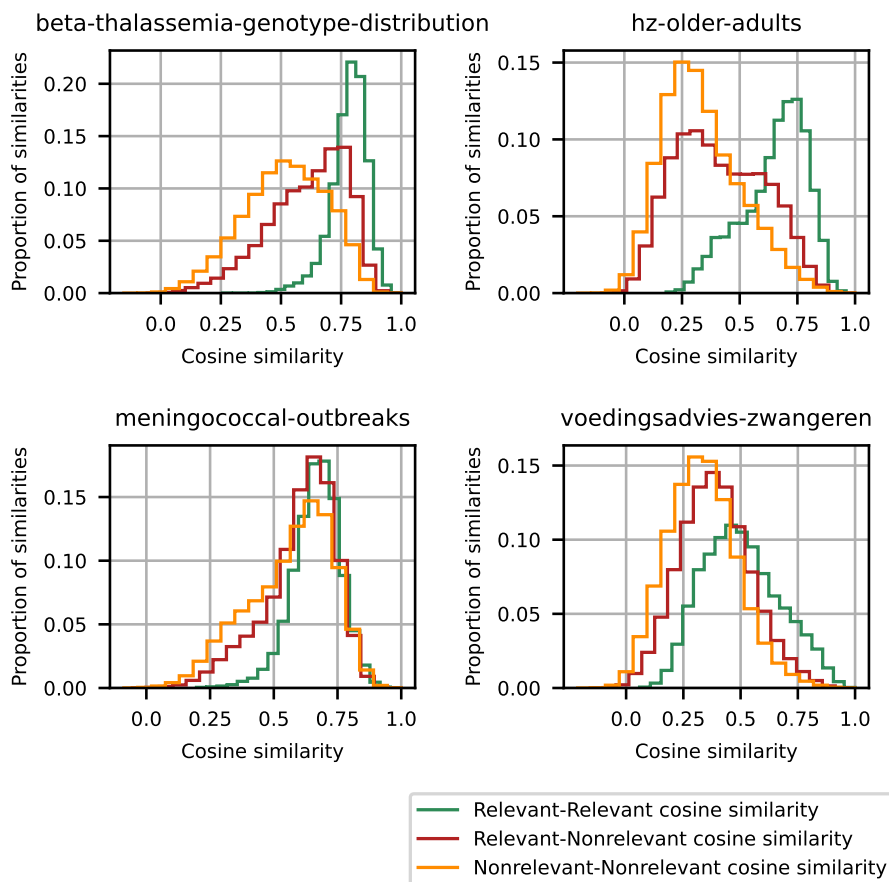 beta-thalassemia-genotype-distribution
Proportion of similarities
0.20
0.15
0.10
0.05
0.00
0.0 0.25 0.5 0.75 1.0
Cosine similarity
hz-older-adults
Proportion of similarities
0.15
0.10
0.05
0.00
0.0 0.25 0.5 0.75 1.0
Cosine similarity
meningococcal-outbreaks
Proportion of similarities
0.15
0.10
0.05
0.00
0.0 0.25 0.5 0.75 1.0
Cosine similarity
voedingsadvies-zwangeren
Proportion of similarities
0.15
0.10
0.05
0.00
0.0 0.25 0.5 0.75 1.0
Cosine similarity
Relevant-Relevant cosine similarity
Relevant-Nonrelevant cosine similarity
Nonrelevant-Nonrelevant cosine similarity